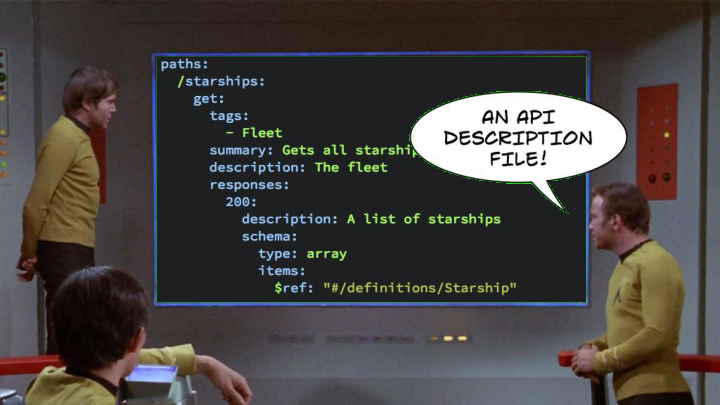 paths:
/starships:
get:
tags:
- Fleet
summary: Gets all starship
description: The fleet
responses:
200:
description: A list of starships
schema:
type: array
items:
$ref: "#/definitions/Starship"
AN API
DESCRIPTION
FILE!